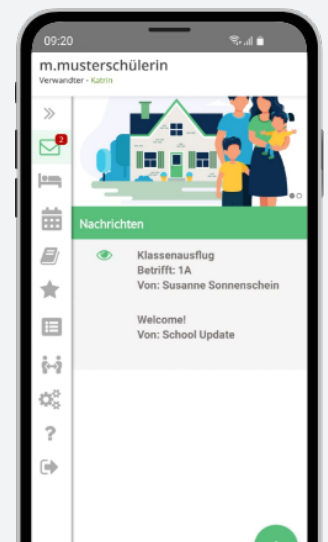 09:20
m.musterschülerin
Verwandter - Katrin
2
Nachrichten
Klassenausflug
Betrifft: 1A
Von: Susanne Sonnenschein
Welcome!
Von: School Update
?